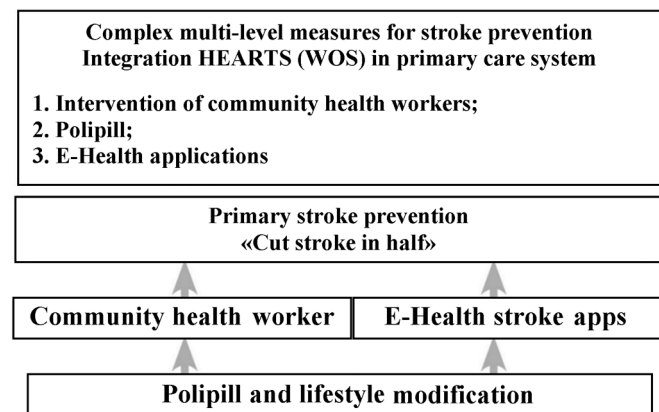 Complex multi-level measures for stroke prevention
Integration HEARTS (WOS) in primary care system
1. Intervention of community health workers;
2. Polipill;
3. E-Health applications
Primary stroke prevention
«Cut stroke in half»
Community health worker
E-Health stroke apps
Polipill and lifestyle modification